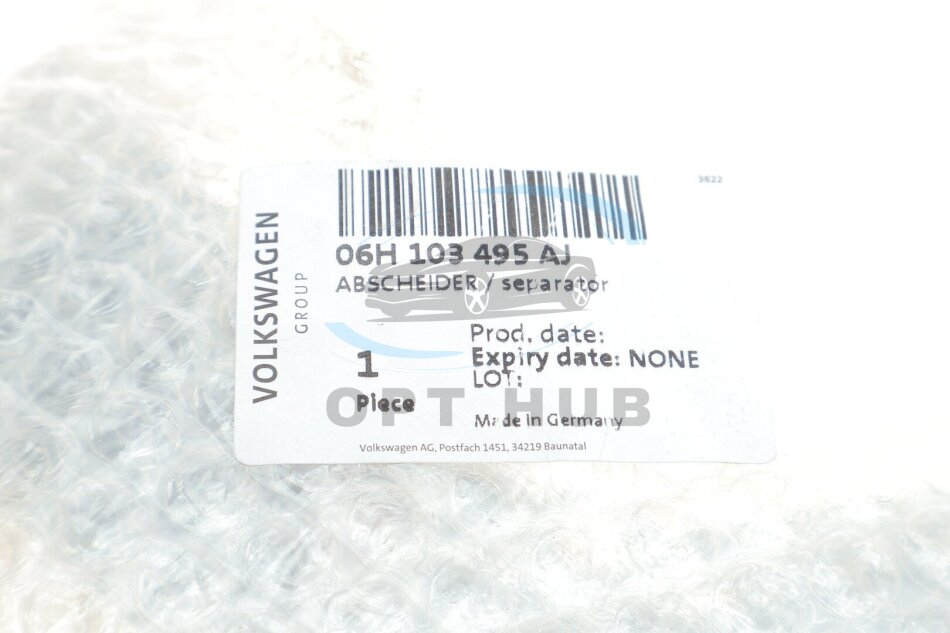 3822
VOLKSWAGEN
GROUP
06H 103 495 AJ
ABSCHEIDER / separator
Prod. date:
1
Expiry date: NONE
LOT:
Piece
OPT HUB
Made in Germany
Volkswagen AG, Postfach 1451, 34219 Baunatal